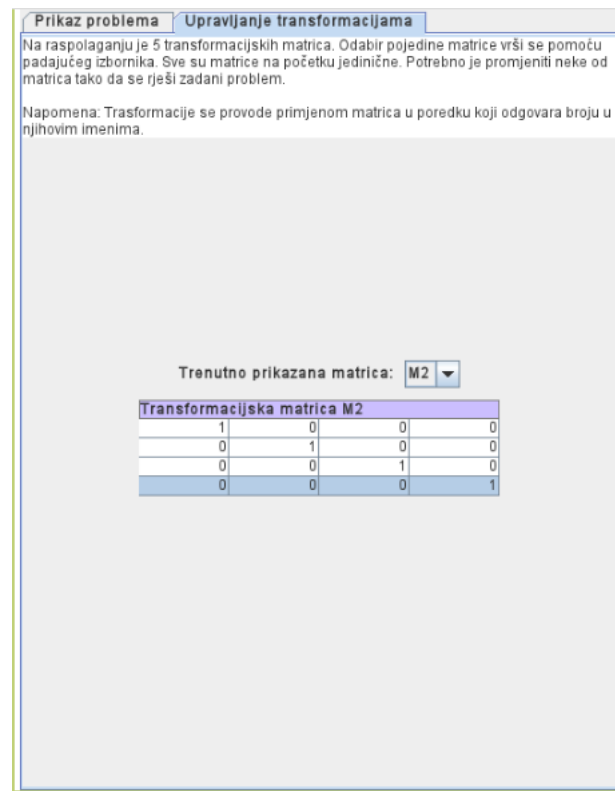 Prikaz problema Upravljanje transformacijama
Na raspolaganju je 5 transformacijskih matrica. Odabir pojedine matrice vrši se pomoću
padajućeg izbornika. Sve su matrice na početku jedinične. Potrebno je promjeniti neke od
matrica tako da se rješi zadani problem.
Napomena: Trasformacije se provode primjenom matrica u poredku koji odgovara broju u
njihovim imenima.
Trenutno prikazana matrica: M2
Transformacijska matrica M2
1 0 0 0
0 1 0 0
0 0 1 0
0 0 0 1